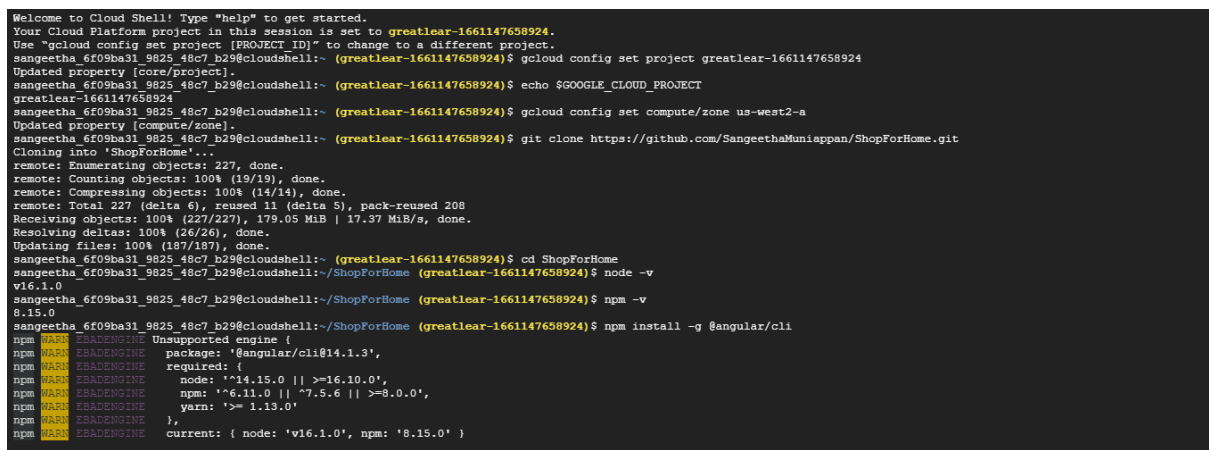 Welcome to Cloud Shell! Type "help" to get started.
Your Cloud Platform project in this session is set to greatlear-1661147658924.
Use "gcloud config set project [PROJECT_ID]" to change to a different project.
sangeetha_6f09ba31_9825_48c7_b29@cloudshell:~ (greatlear-1661147658924)$ gcloud config set project greatlear-1661147658924
Updated property [core/project].
sangeetha_6f09ba31_9825_48c7_b29@cloudshell:~ (greatlear-1661147658924)$ echo $GOOGLE_CLOUD_PROJECT
greatlear-1661147658924
sangeetha_6f09ba31_9825_48c7_b29@cloudshell:~ (greatlear-1661147658924)$ gcloud config set compute/zone us-west2-a
Updated property [compute/zone].
sangeetha_6f09ba31_9825_48c7_b29@cloudshell:~ (greatlear-1661147658924)$ git clone https://github.com/SangeethaMuniappan/ShopForHome.git
Cloning into 'ShopForHome'...
remote: Enumerating objects: 227, done.
remote: Counting objects: 100% (19/19), done.
remote: Compressing objects: 100% (14/14), done.
remote: Total 227 (delta 6), reused 11 (delta 5), pack-reused 208
Receiving objects: 100% (227/227), 179.05 MiB | 17.37 MiB/s, done.
Resolving deltas: 100% (26/26), done.
Updating files: 100% (187/187), done.
sangeetha_6f09ba31_9825_48c7_b29@cloudshell:~ (greatlear-1661147658924)$ cd ShopForHome
sangeetha_6f09ba31_9825_48c7_b29@cloudshell:~/ShopForHome (greatlear-1661147658924)$ node -v
v16.1.0
sangeetha_6f09ba31_9825_48c7_b29@cloudshell:~/ShopForHome (greatlear-1661147658924)$ npm -v
8.15.0
sangeetha_6f09ba31_9825_48c7_b29@cloudshell:~/ShopForHome (greatlear-1661147658924)$ npm install -g @angular/cli
npm WARN EBADENGINE Unsupported engine {
npm WARN EBADENGINE   package: '@angular/cli@14.1.3',
npm WARN EBADENGINE   required: {
npm WARN EBADENGINE     node: '^14.15.0 || >=16.10.0',
npm WARN EBADENGINE     npm: '^6.11.0 || ^7.5.6 || >=8.0.0',
npm WARN EBADENGINE     yarn: '>= 1.13.0'
npm WARN EBADENGINE   },
npm WARN EBADENGINE   current: { node: 'v16.1.0', npm: '8.15.0' }